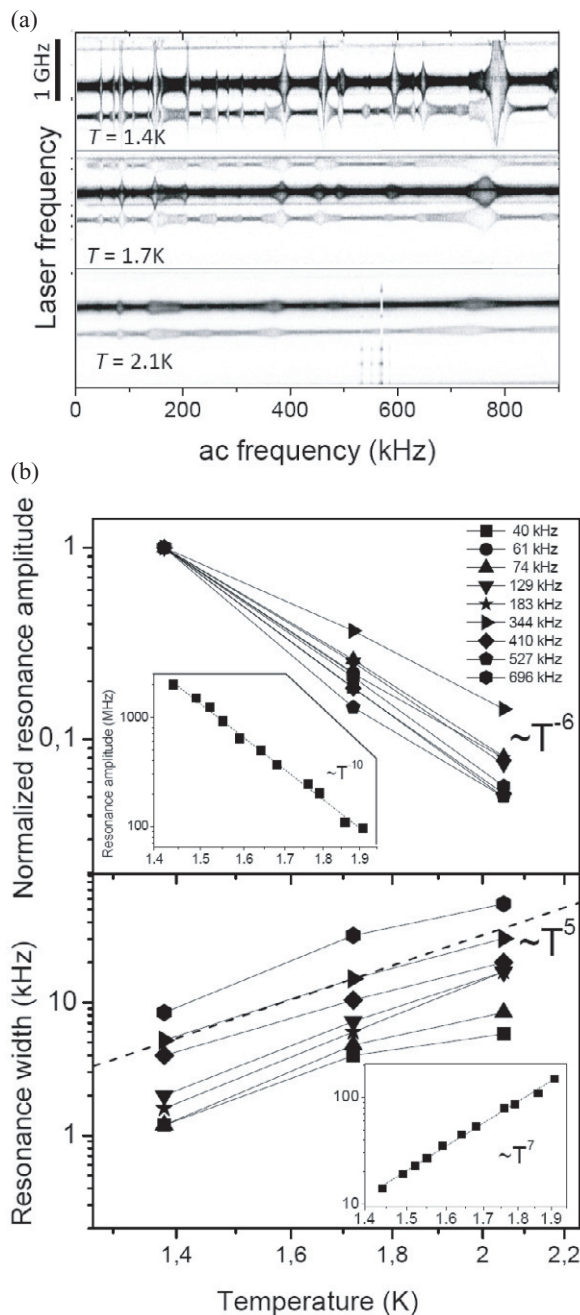 (a)
1 GHz
Laser frequency
T = 1.4K
T = 1.7K
T = 2.1K
0 200 400 600 800
ac frequency (kHz)
(b)
Normalized resonance amplitude
1
0,1
40 kHz
61 kHz
74 kHz
129 kHz
183 kHz
344 kHz
410 kHz
527 kHz
696 kHz
~T-6
Resonance amplitude (MHz)
1000
100
~T-10
1.4 1.5 1.6 1.7 1.8 1.9
Resonance width (kHz)
10
1
~T5
100
10
~T7
1.4 1.5 1.6 1.7 1.8 1.9
1,4 1,6 1,8 2 2,2
Temperature (K)